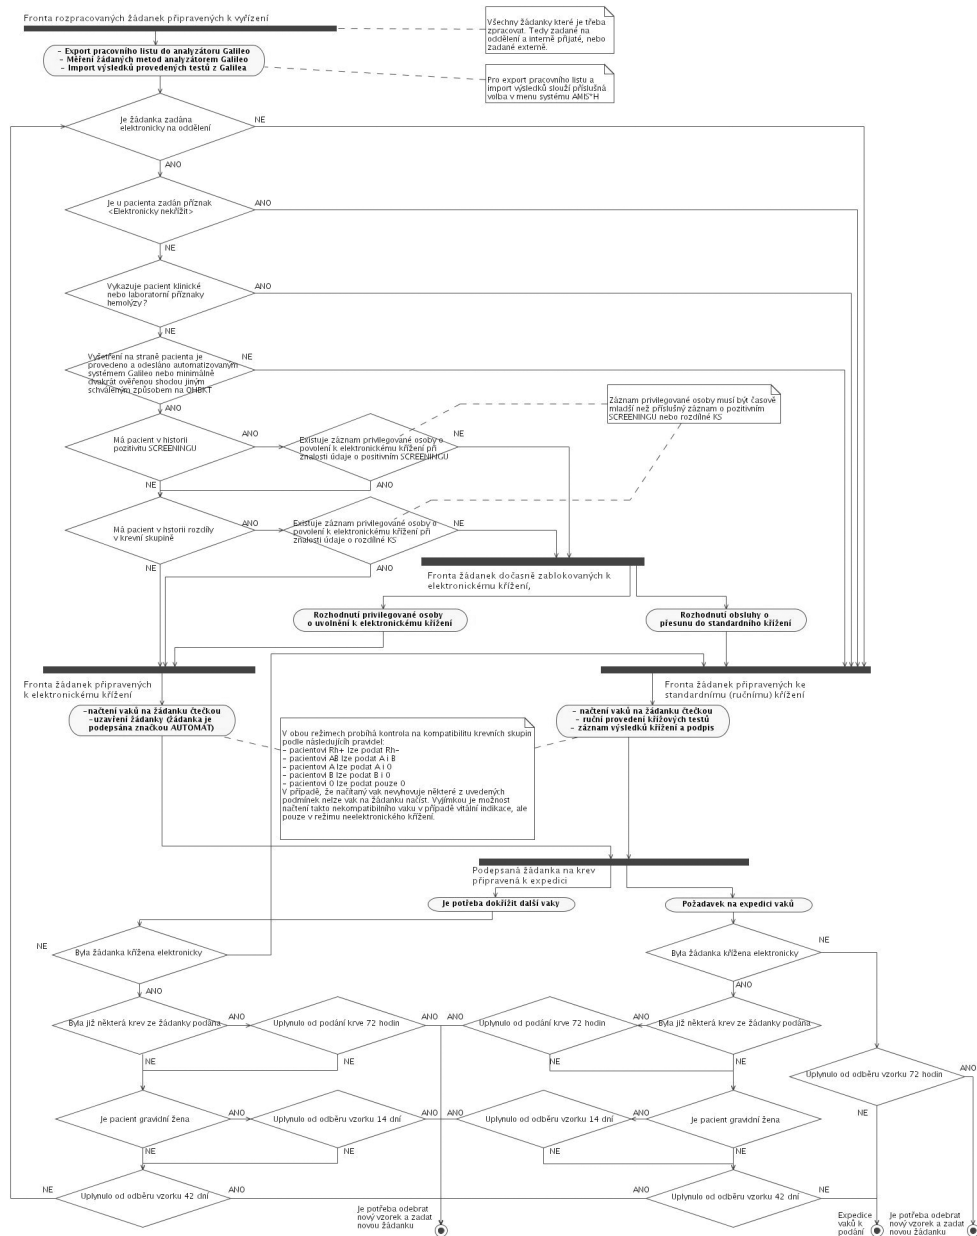 Fronta rozpracovaných žádanek připravených k vyřízení
Všechny žádanky které je třeba
zpracovat. Tedy zadané na
oddělení a interně přijaté, nebo
zadané externě.
- Export pracovního listu do analyzátoru Galileo
- Měření žádaných metod analyzátorem Galileo
- Import výsledků provedených testů z Galilea
Pro export pracovního listu a
import výsledků slouží příslušná
volba v menu systému AMIS*H
Je žádanka zadána
elektronicky na oddělení
NE
ANO
Je u pacienta zadán příznak
<Elektronicky nekřížit>
ANO
NE
Vykazuje pacient klinické
nebo laboratorní příznaky
hemolýzy ?
ANO
NE
Vyšetření na straně pacienta je
provedeno a odesláno automatizovaným
systémem Galileo nebo minimálně
dvakrát ověřenou shodou jiným
schváleným způsobem na OHBKT
NE
ANO
Záznam privilegované osoby musí být časově
mladší než příslušný záznam o pozitivním
SCREENINGU nebo rozdílné KS
Má pacient v historii
pozitivitu SCREENINGU
ANO
Existuje záznam privilegované osoby o
povolení k elektronickému křížení při
znalosti údaje o positivním SCREENINGU
NE
NE
ANO
Má pacient v hstorii rozdíly
v krevní skupině
ANO
Existuje záznam privilegované osoby o
povolení k elektronickému křížení při
znalosti údaje o rozdílné KS
NE
NE
ANO
Fronta žádanek dočasně zablokovaných k
elektronickému křížení,
Rozhodnutí privilegované osoby
o uvolnění k elektronickému křížení
Rozhodnutí obsluhy o
přesunu do standardního křížení
Fronta žádanek připravených
k elektronickému křížení
Fronta žádanek připravených ke
standardnímu (ručnímu) křížení
-načtení vaků na žádanku čtečkou
-uzavření žádanky (žádanka je
podepsána značkou AUTOMAT)
- načtení vaků na žádanku čtečkou
- ruční provedení křížových testů
- záznam výsledků křížení a podpis
V obou režimech probíhá kontrola na kompatibilitu krevních skupin
podle následujících pravidel:
- pacientovi Rh+ lze podat Rh-
- pacientovi AB lze podat A i B
- pacientovi A lze podat A i 0
- pacientovi B lze podat B i 0
- pacientovi 0 lze podat pouze 0
V případě, že načítaný vak nevyhovuje některé z uvedených
podmínek nelze vak na žádanku načíst. Vyjímkou je možnost
načtení takto nekompatibilního vaku v případě vitální indikace, ale
pouze v režimu neelektronického křížení.
Podepsaná žádanka na krev
připravená k expedici
Je potřeba dokřížit další vaky
Požadavek na expedici vaků
NE
Byla žádanka křížena elektronicky
Byla žádanka křížena elektronicky
NE
ANO
ANO
Byla již některá krev ze žádanky podána
ANO
Uplynulo od podání krve 72 hodin
ANO
ANO
Uplynulo od podání krve 72 hodin
ANO
Byla již některá krev ze žádanky podána
NE
NE
NE
NE
Uplynulo od odběru vzorku 72 hodin
ANO
NE
Je pacient gravidní žena
ANO
Uplynulo od odběru vzorku 14 dní
ANO
ANO
Uplynulo od odběru vzorku 14 dní
ANO
Je pacient gravidní žena
NE
NE
NE
NE
NE
Uplynulo od odběru vzorku 42 dní
ANO
ANO
Uplynulo od odběru vzorku 42 dní
NE
Je potřeba odebrat
nový vzorek a zadat
novou žádanku
Expedice
vaků k
podání
Je potřeba odebrat
nový vzorek a zadat
novou žádanku